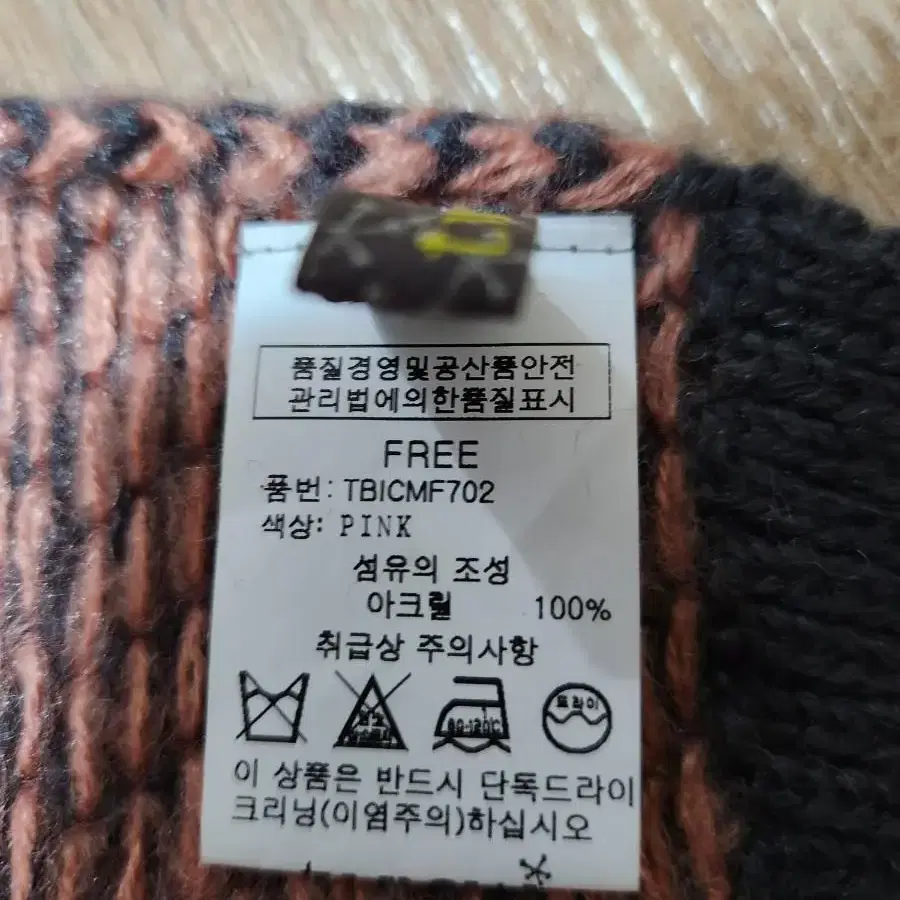 품질경영및공산품안전
관리법에의한품질표시
FREE
품번: TBICMF702
색상: PINK
섬유의 조성
아크릴 100%
취급상 주의사항
80-120℃
드라이
이 상품은 반드시 단독드라이
크리닝(이염주의)하십시오